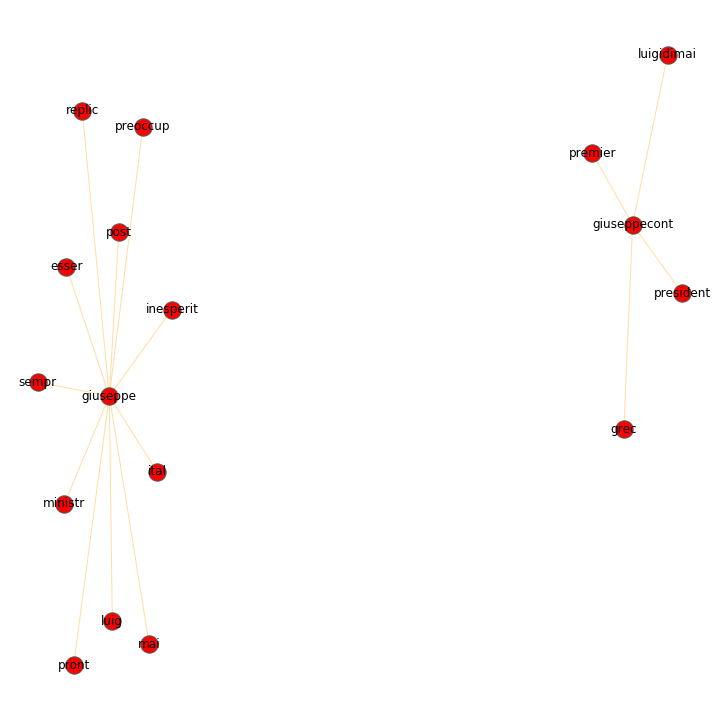 luigidimai
replic
preoccup
premier
post
giuseppecont
esser
president
inesperit
sempr
giuseppe
grec
ital
ministr
luig
mai
pront